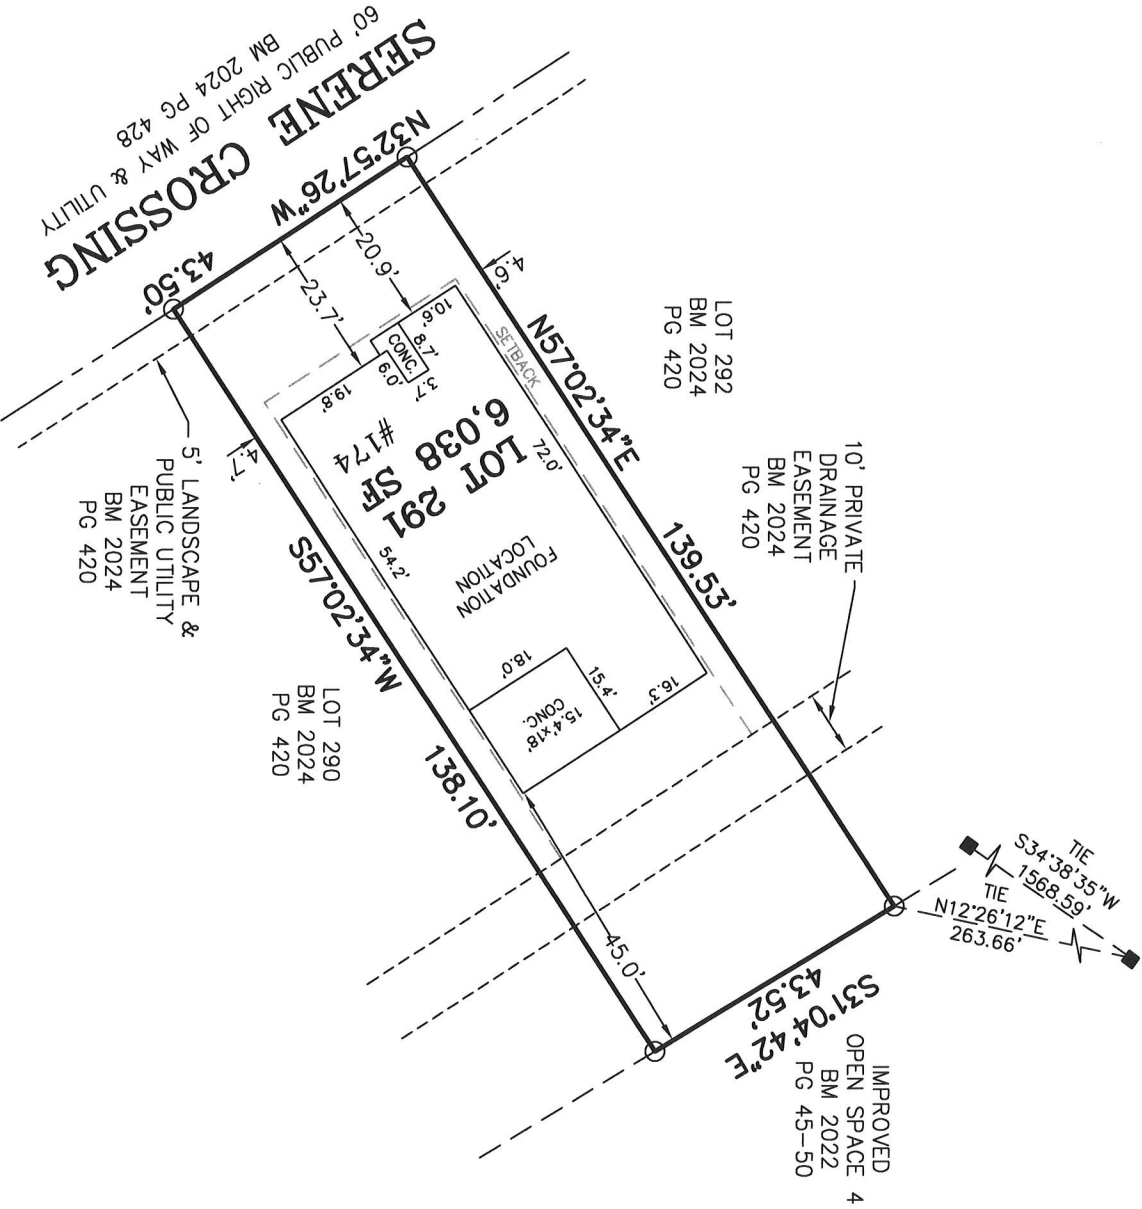 SERENE CROSSING
60' PUBLIC RIGHT OF WAY & UTILITY
BM 2024 PG 428
N32°57'26"W
43.50'
20.9'
23.7'
4.6'
N57°02'34"E
139.53'
LOT 292
BM 2024
PG 420
10' PRIVATE
DRAINAGE
EASEMENT
BM 2024
PG 420
SETBACK
10.6'
8.7'
CONC.
6.0'
3.7'
19.8'
72.0'
LOT 291
6,038 SF
#174
FOUNDATION
LOCATION
54.2'
18.0'
15.4'
16.3'
15.4'x18'
CONC.
4.7'
5' LANDSCAPE &
PUBLIC UTILITY
EASEMENT
BM 2024
PG 420
S57°02'34"W
138.10'
LOT 290
BM 2024
PG 420
45.0'
TIE
S34°38'35"W
1568.59'
TIE
N12°26'12"E
263.66'
S31°04'42"E
43.52'
IMPROVED
OPEN SPACE 4
BM 2022
PG 45-50